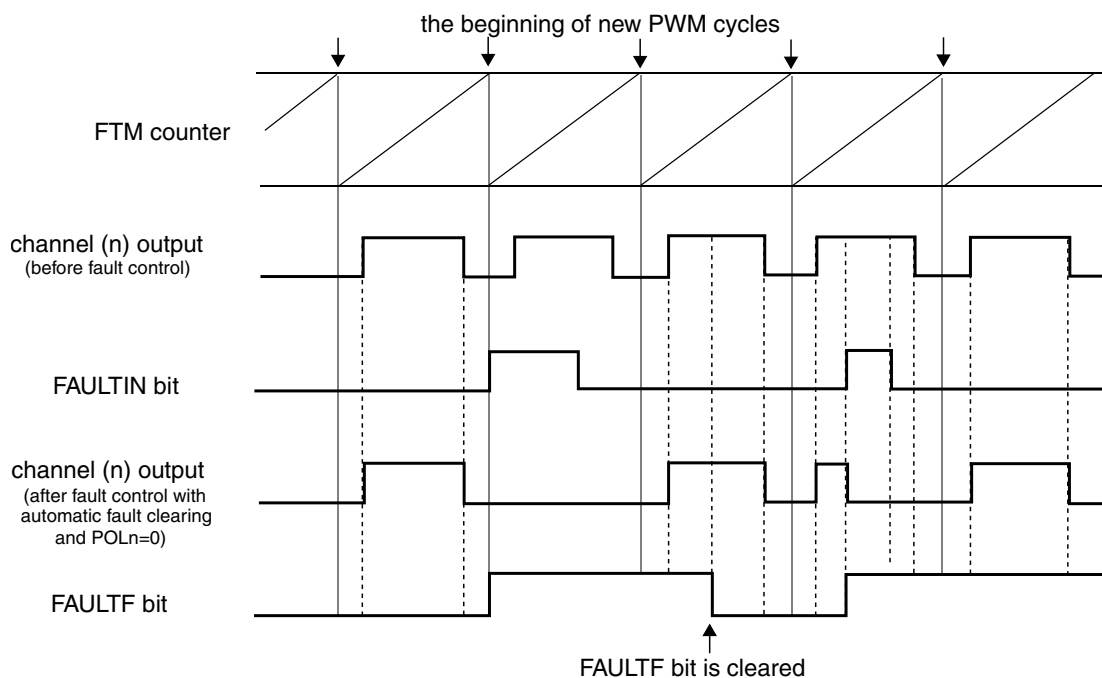 the beginning of new PWM cycles
FTM counter
channel (n) output
(before fault control)
FAULTIN bit
channel (n) output
(after fault control with
automatic fault clearing
and POLn=0)
FAULTF bit
FAULTF bit is cleared